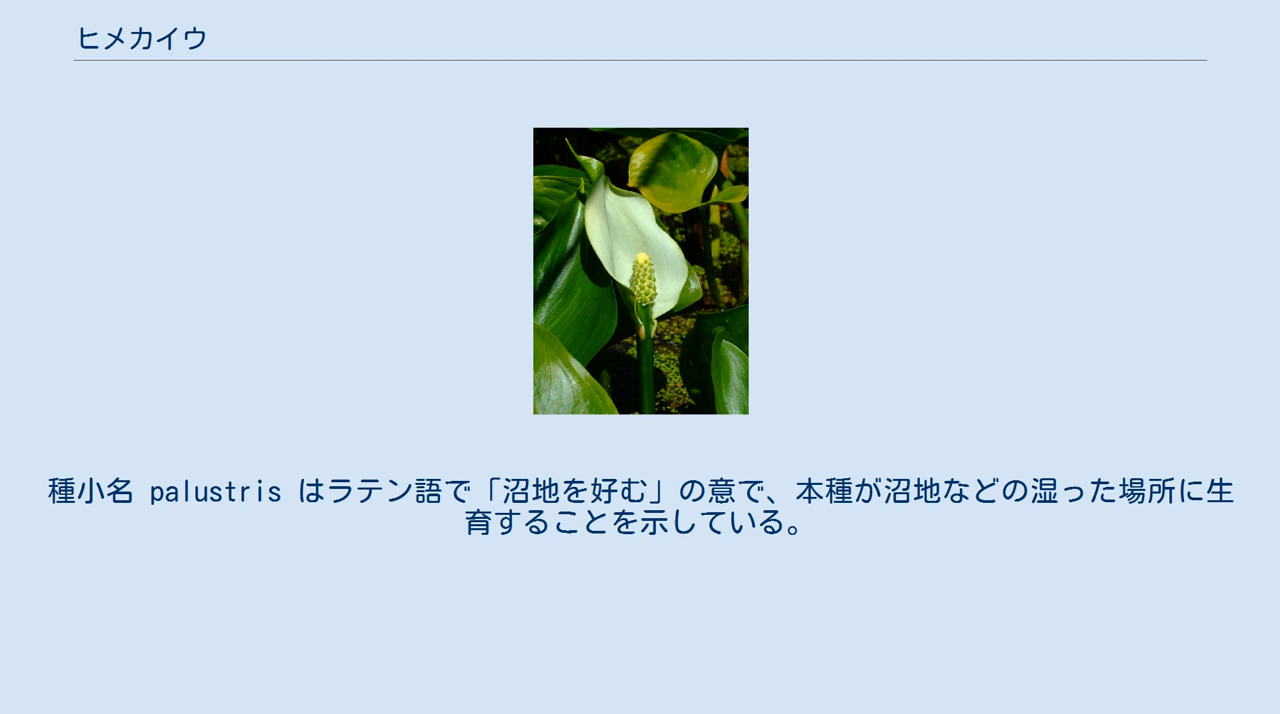 ヒメカイウ
種小名 palustris はラテン語で「沼地を好む」の意で、本種が沼地などの湿った場所に生
育することを示している。